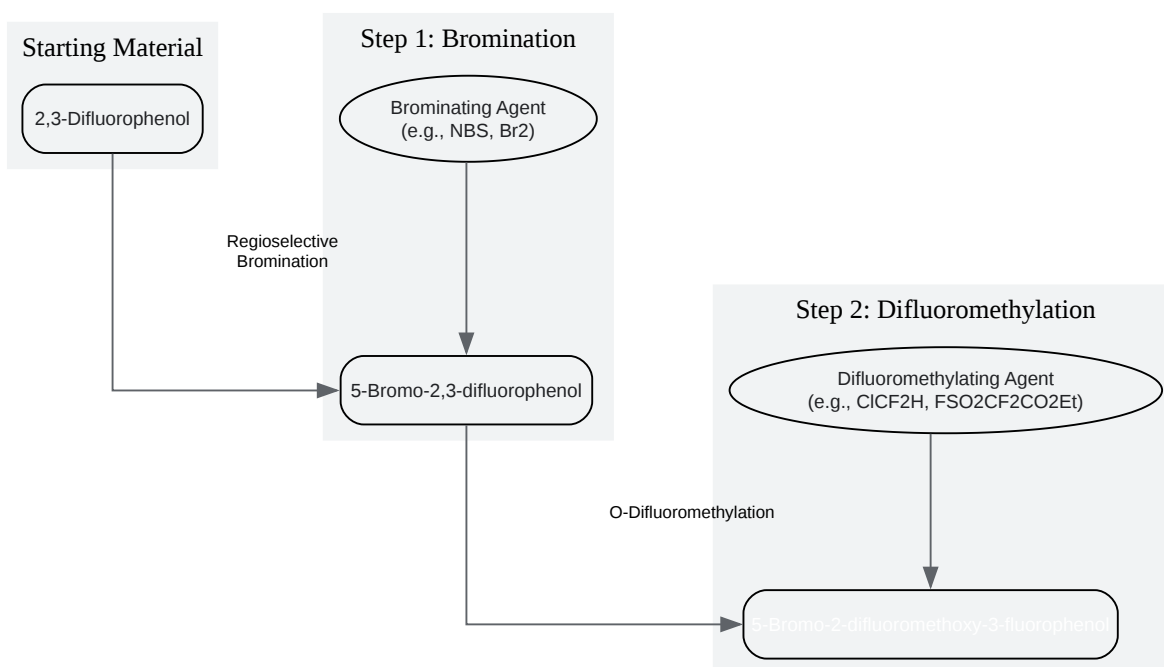 Starting Material
2,3-Difluorophenol
Step 1: Bromination
Brominating Agent
(e.g., NBS, Br2)
Regioselective
Bromination
5-Bromo-2,3-difluorophenol
Step 2: Difluoromethylation
Difluoromethylating Agent
(e.g., ClCF2H, FSO2CF2CO2Et)
O-Difluoromethylation
5-Bromo-2-difluoromethoxy-3-fluorophenol